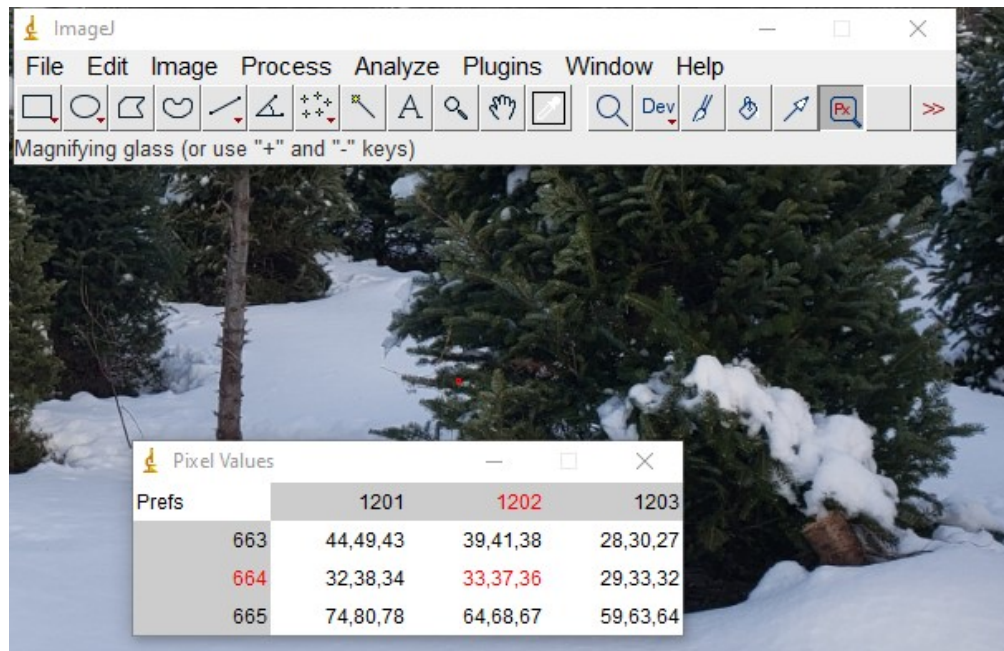 ImageJ
File Edit Image Process Analyze Plugins Window Help
A Dev Px >>
Magnifying glass (or use "+" and "-" keys)
Pixel Values
Prefs 1201 1202 1203
663 44,49,43 39,41,38 28,30,27
664 32,38,34 33,37,36 29,33,32
665 74,80,78 64,68,67 59,63,64